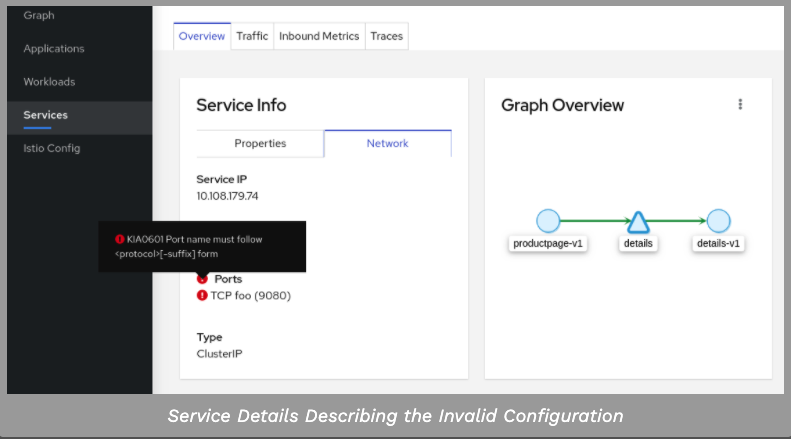 Graph
Applications
Workloads
Services
Istio Config
Overview
Traffic
Inbound Metrics
Traces
Service Info
Properties
Network
Service IP
10.108.179.74
KIA0601 Port name must follow
<protocol>[-suffix] form
Ports
TCP foo (9080)
Type
ClusterIP
Graph Overview
productpage-v1
details
details-v1
Service Details Describing the Invalid Configuration